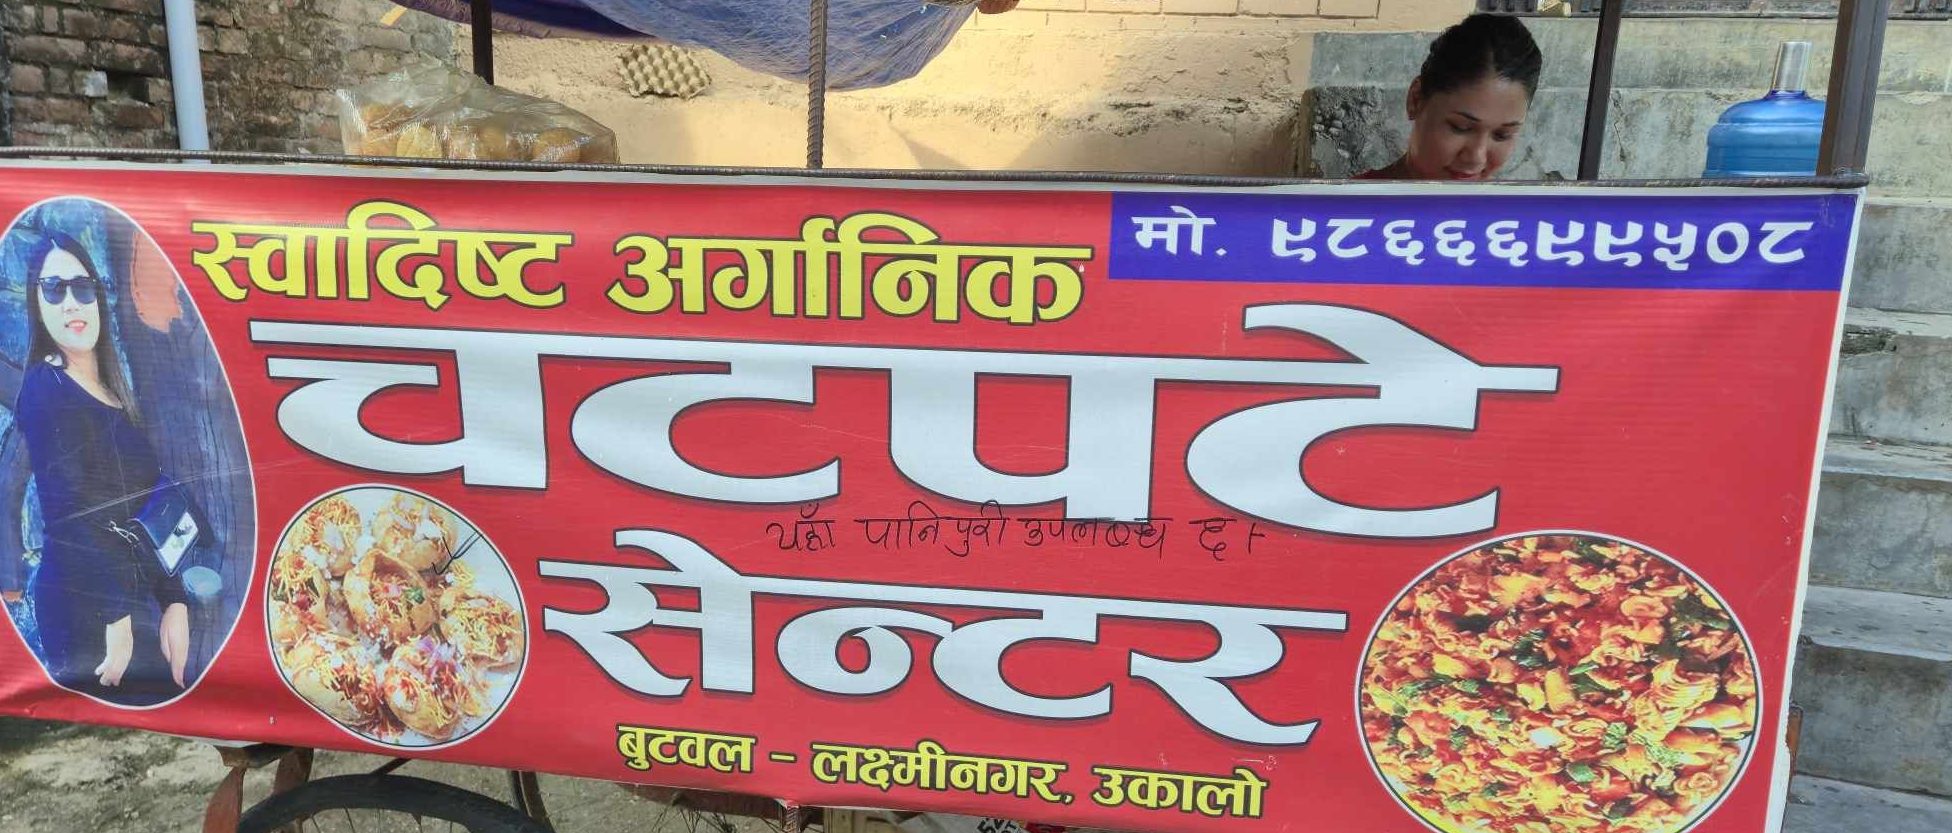 स्वादिष्ट अर्गानिक
मो. ९८६६६९९५०८
चटपटे
यहाँ पानिपुरी उपलब्ध छ।
सेन्टर
बुटवल - लक्ष्मीनगर, उकालो